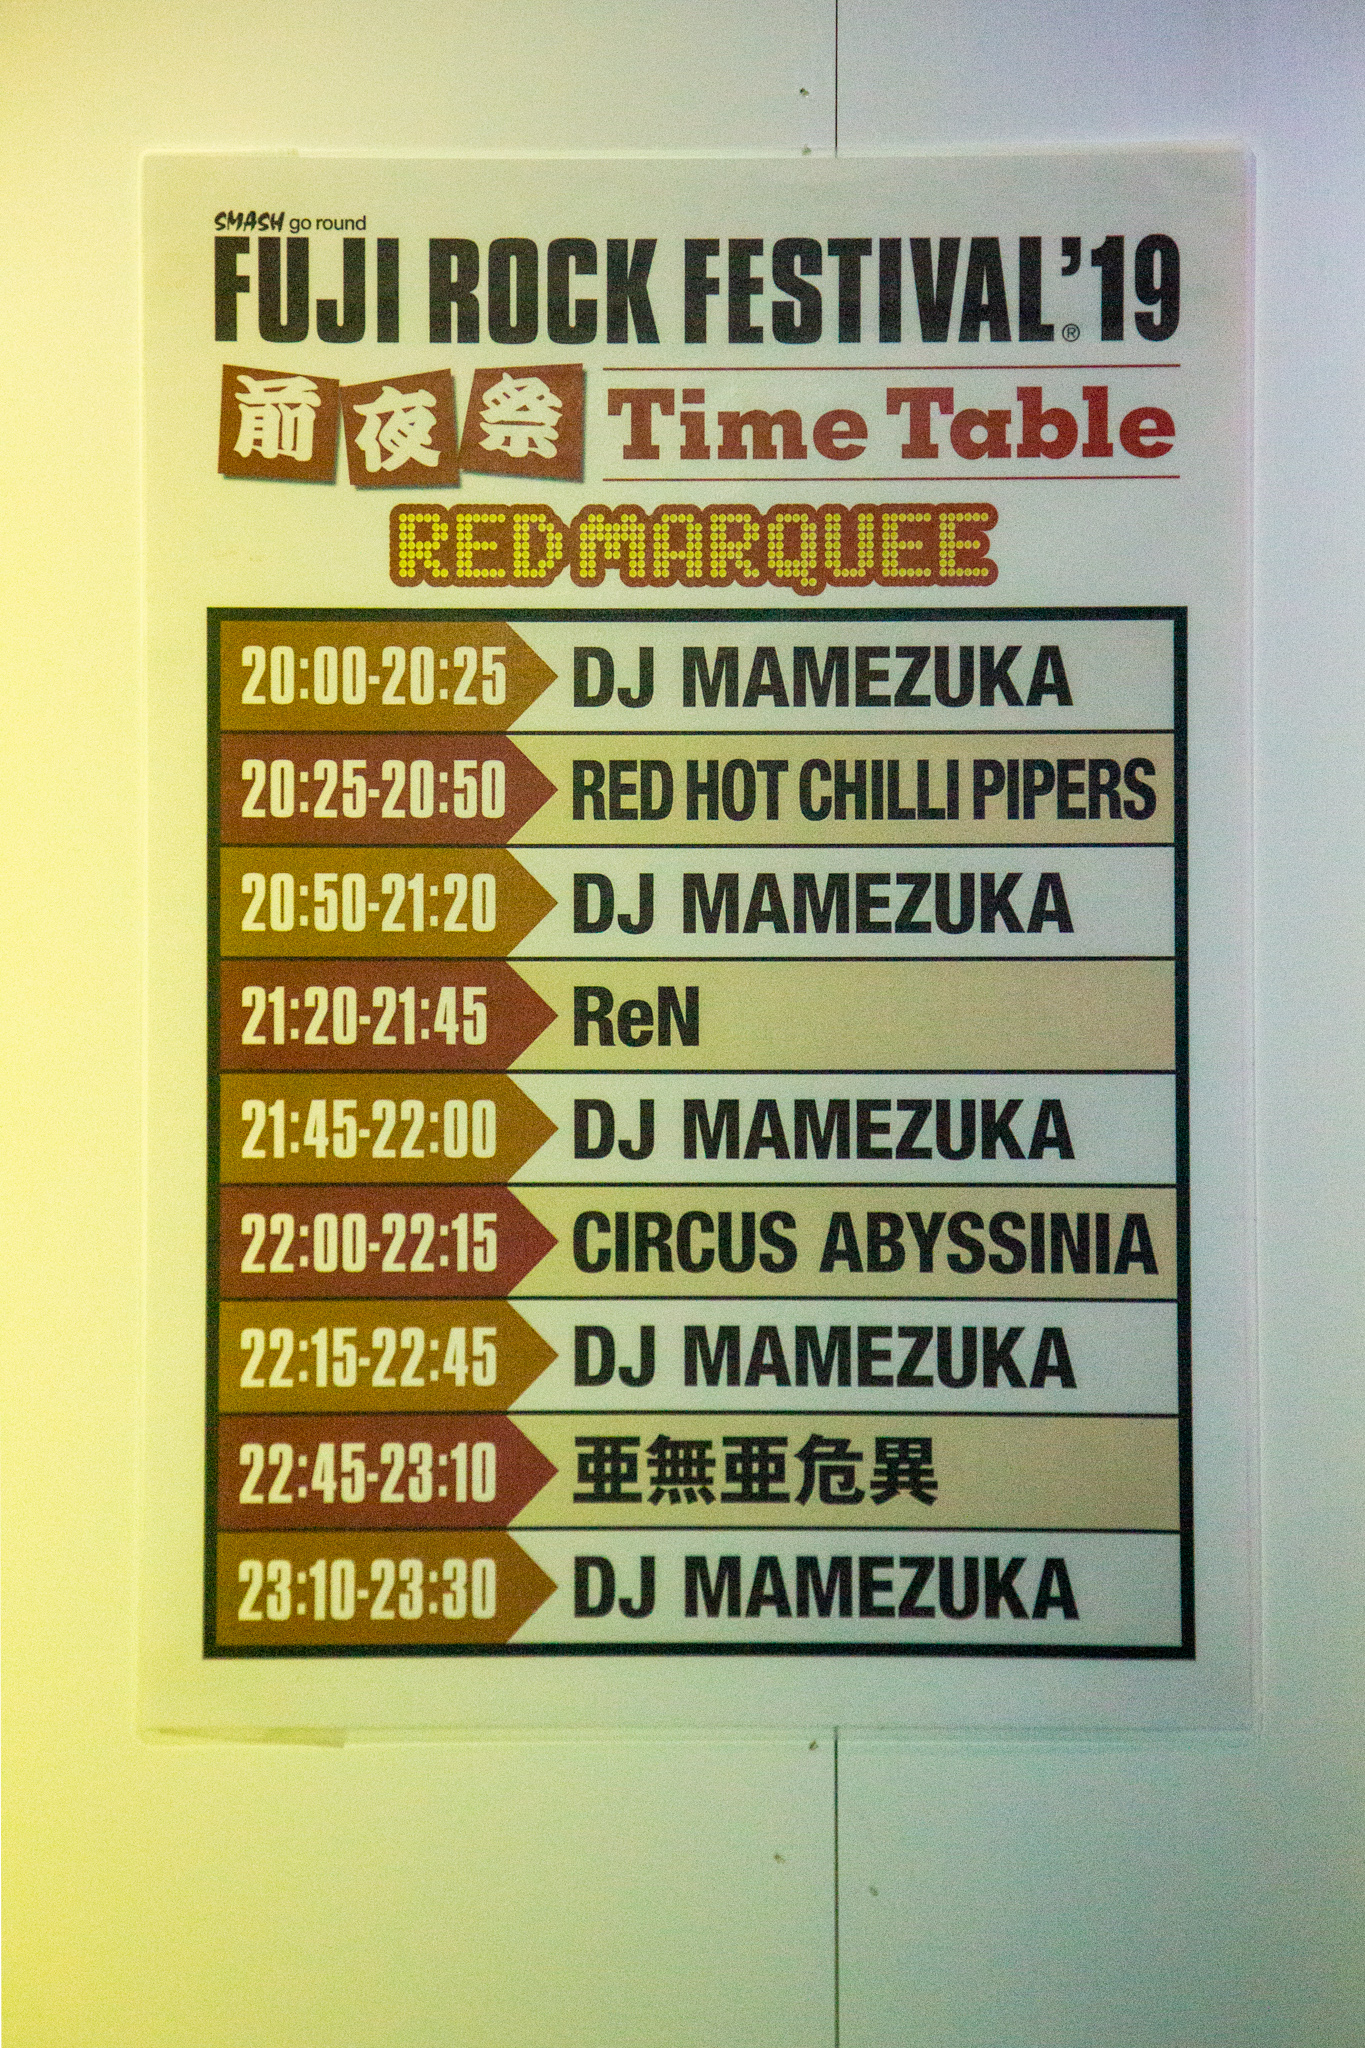 SMASH go round
FUJI ROCK FESTIVAL®'19
前夜祭 Time Table
RED MARQUEE
20:00-20:25 DJ MAMEZUKA
20:25-20:50 RED HOT CHILLI PIPERS
20:50-21:20 DJ MAMEZUKA
21:20-21:45 ReN
21:45-22:00 DJ MAMEZUKA
22:00-22:15 CIRCUS ABYSSINIA
22:15-22:45 DJ MAMEZUKA
22:45-23:10 亜無亜危異
23:10-23:30 DJ MAMEZUKA